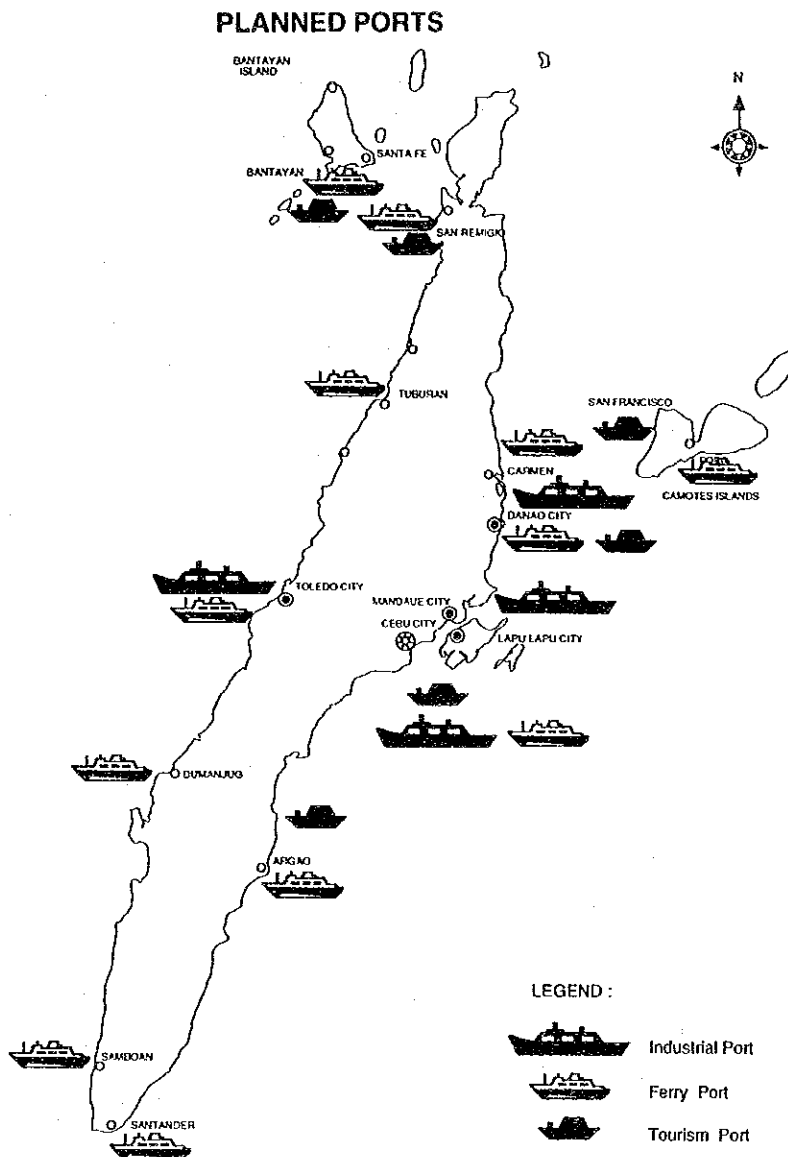 PLANNED PORTS
BANTAYAN
ISLAND
N
SANTA FE
BANTAYAN
SAN REMIGIO
TUBURAN
SAN FRANCISCO
PORO
CARMEN
CAMOTES ISLANDS
DANAO CITY
TOLEDO CITY
MANDAUE CITY
CEBU CITY
LAPU LAPU CITY
DUMANJUG
ARGAO
LEGEND :
Industrial Port
SAMBOAN
Ferry Port
SANTANDER
Tourism Port